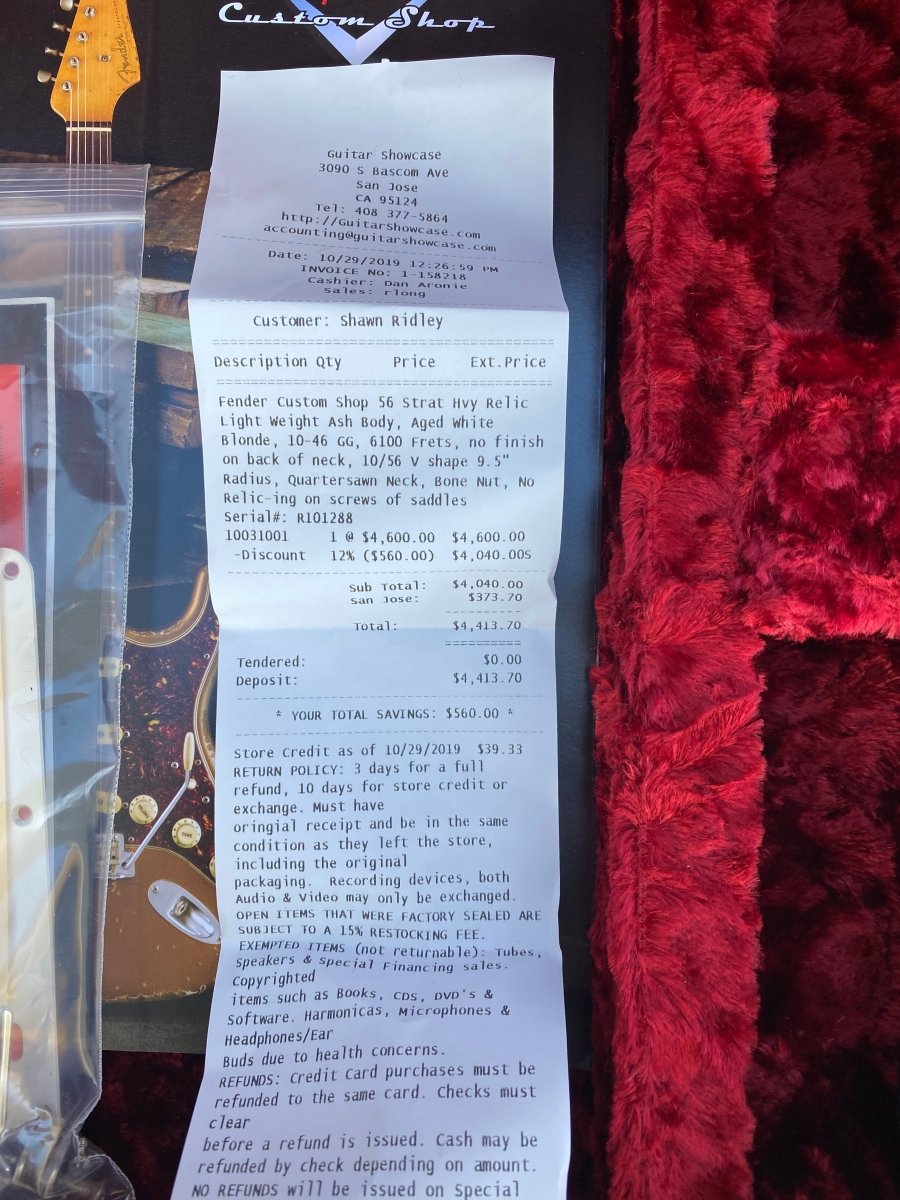 Custom Shop
Fender
Guitar Showcase
3090 S Bascom Ave
San Jose
CA 95124
Tel: 408 377-5864
http://GuitarShowcase.com
accounting@guitarshowcase.com
Date: 10/29/2019 12:26:59 PM
INVOICE No: 1-158218
Cashier: Dan Aronie
Sales: rlong
Customer: Shawn Ridley
Description Qty Price Ext.Price
Fender Custom Shop 56 Strat Hvy Relic
Light Weight Ash Body, Aged White
Blonde, 10-46 GG, 6100 Frets, no finish
on back of neck, 10/56 V shape 9.5"
Radius, Quartersawn Neck, Bone Nut, No
Relic-ing on screws of saddles
Serial#: R101288
10031001 1 @ $4,600.00 $4,600.00
-Discount 12% ($560.00) $4,040.00S
Sub Total: $4,040.00
San Jose: $373.70
Total: $4,413.70
Tendered: $0.00
Deposit: $4,413.70
* YOUR TOTAL SAVINGS: $560.00 *
Store Credit as of 10/29/2019 $39.33
RETURN POLICY: 3 days for a full
refund, 10 days for store credit or
exchange. Must have
oringial receipt and be in the same
condition as they left the store,
including the original
packaging. Recording devices, both
Audio & Video may only be exchanged.
OPEN ITEMS THAT WERE FACTORY SEALED ARE
SUBJECT TO A 15% RESTOCKING FEE.
EXEMPTED ITEMS (not returnable): Tubes,
Speakers & Special Financing sales.
Copyrighted
items such as Books, CDs, DVD's &
Software. Harmonicas, Microphones &
Headphones/Ear
Buds due to health concerns.
REFUNDS: Credit Card purchases must be
refunded to the same card. Checks must
clear
before a refund is issued. Cash may be
refunded by check depending on amount.
NO REFUNDS will be issued on Special
TONE